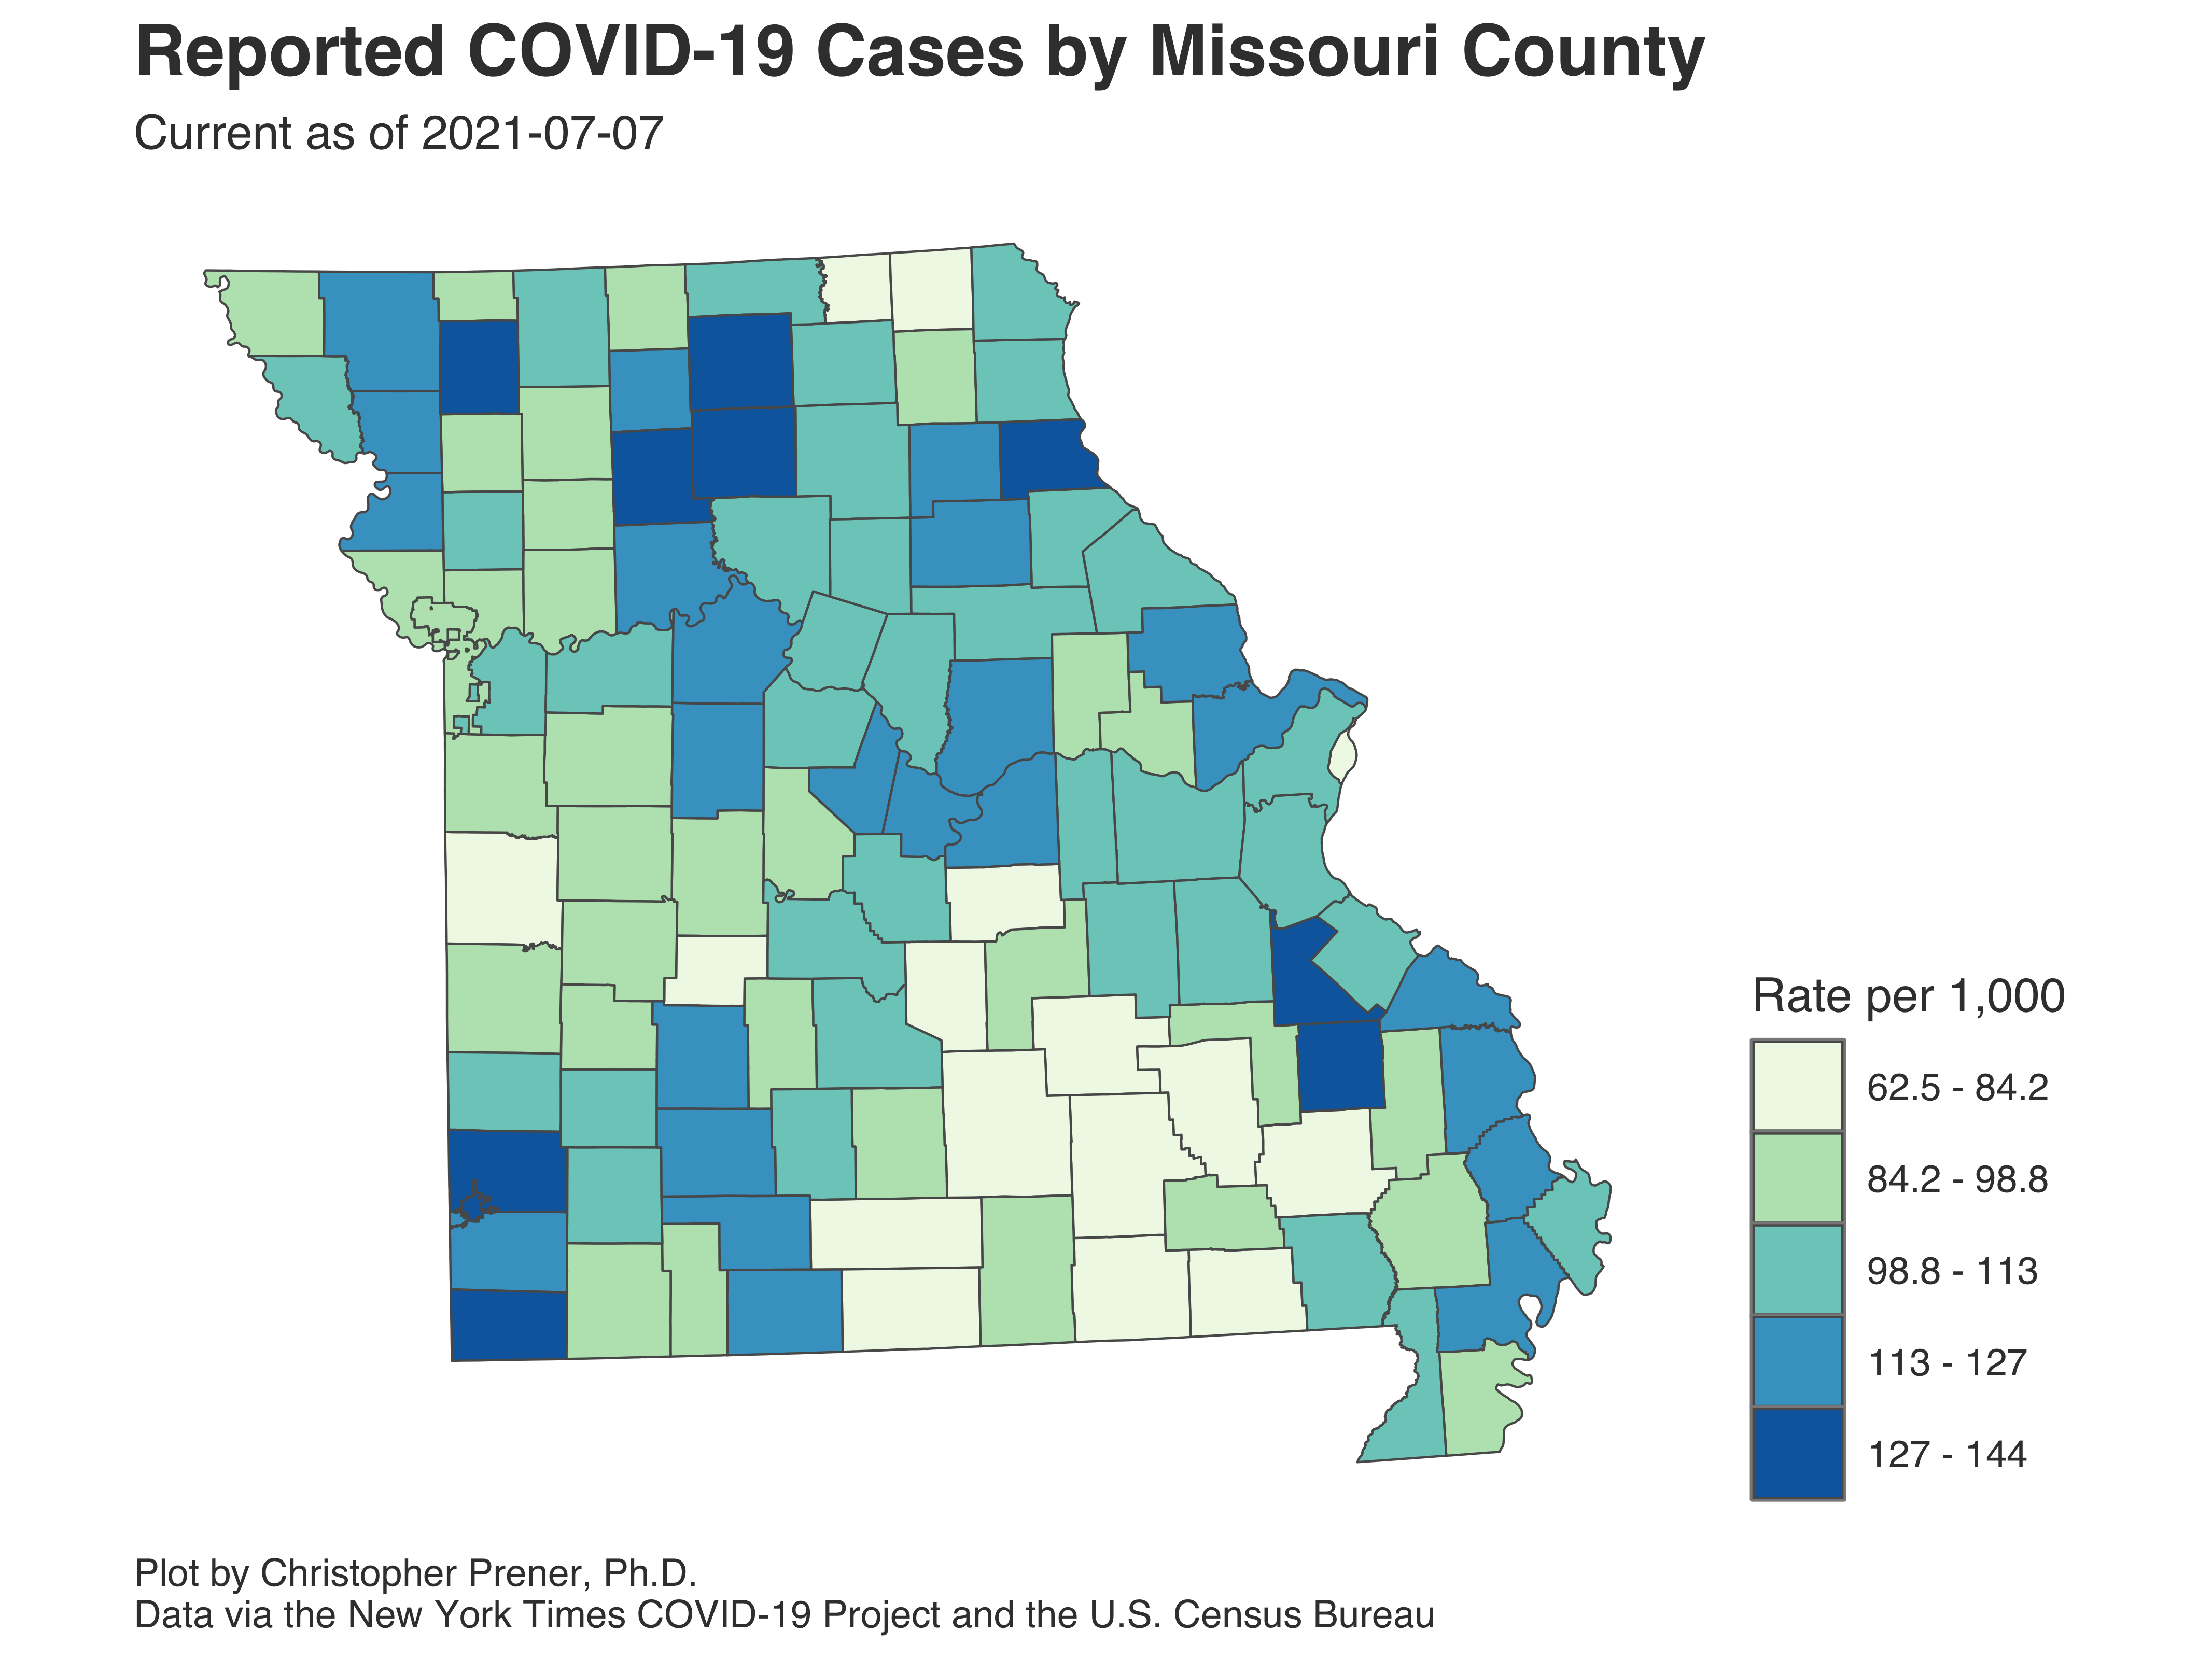 Reported COVID-19 Cases by Missouri County
Current as of 2021-07-07
Rate per 1,000
62.5 - 84.2
84.2 - 98.8
98.8 - 113
113 - 127
127 - 144
Plot by Christopher Prener, Ph.D.
Data via the New York Times COVID-19 Project and the U.S. Census Bureau